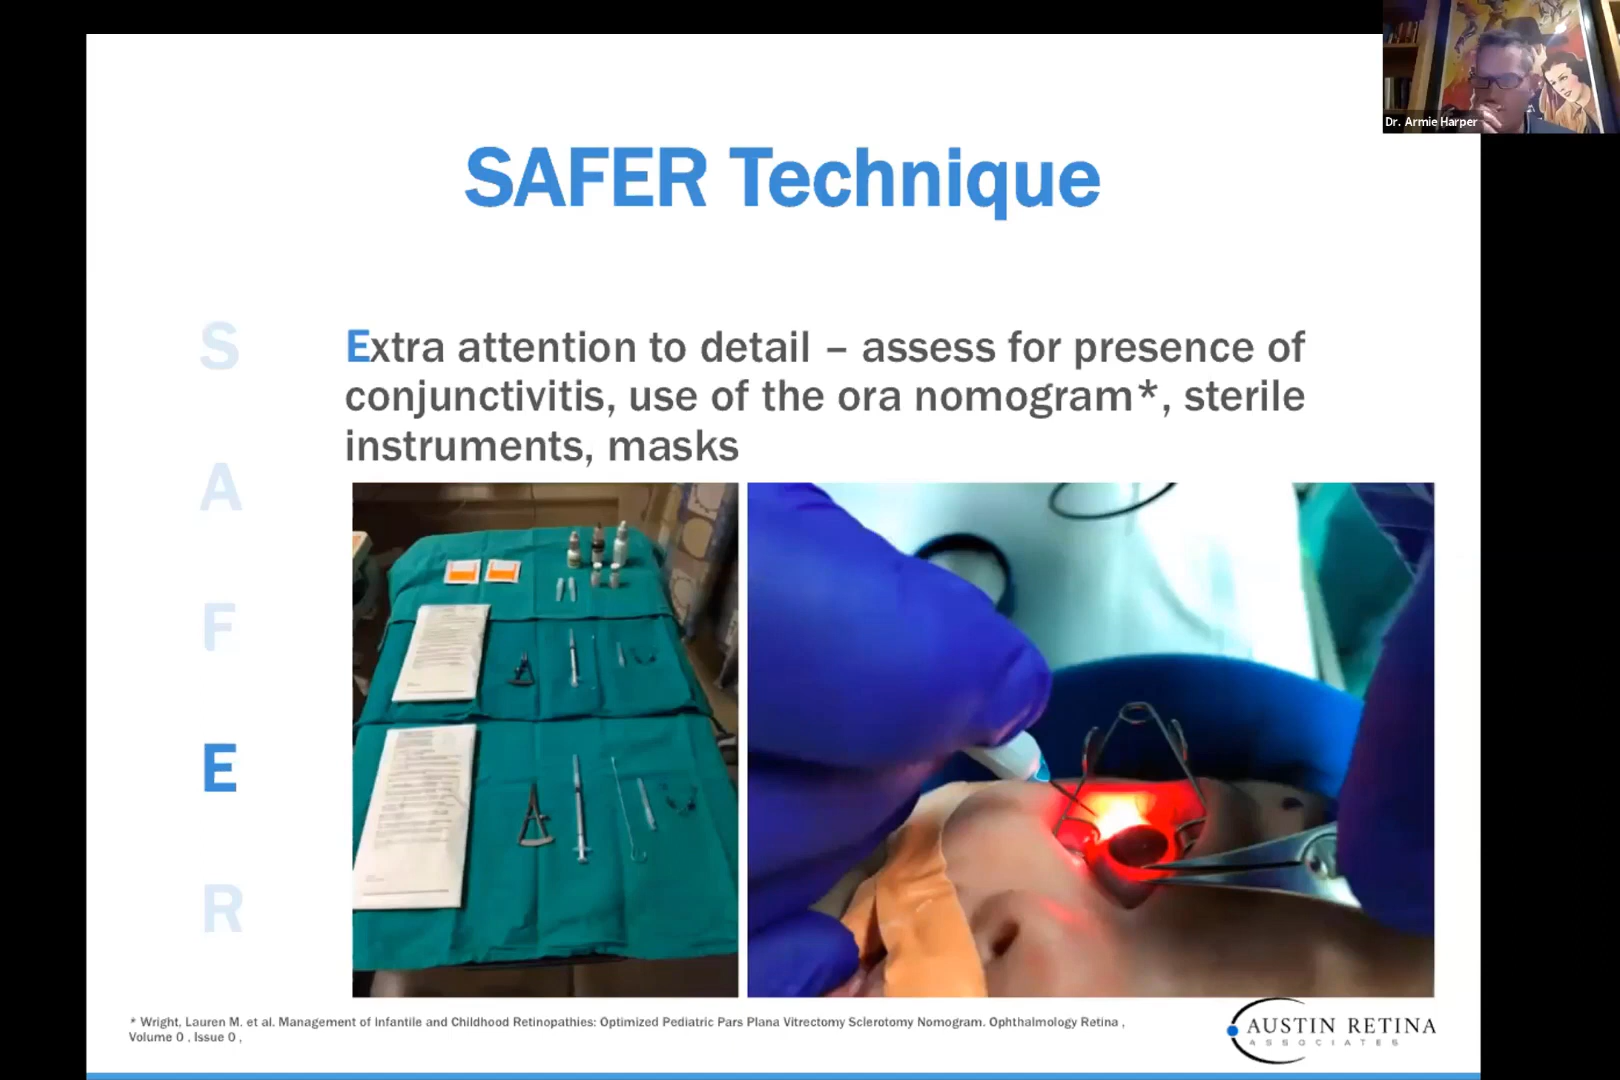 Dr. Armie Harper
SAFER Technique
S
A
F
E
R
Extra attention to detail – assess for presence of
conjunctivitis, use of the ora nomogram*, sterile
instruments, masks
* Wright, Lauren M. et al. Management of Infantile and Childhood Retinopathies: Optimized Pediatric Pars Plana Vitrectomy Sclerotomy Nomogram. Ophthalmology Retina ,
Volume 0 , Issue 0 ,
AUSTIN RETINA
ASSOCIATES